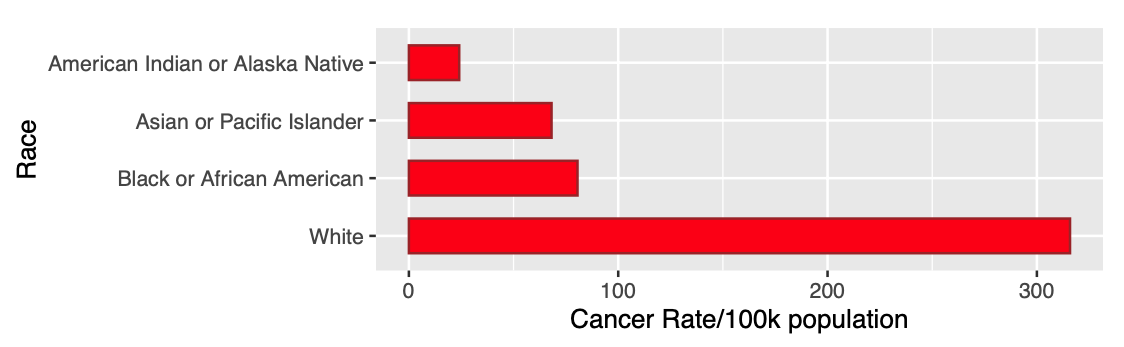 Race
American Indian or Alaska Native
Asian or Pacific Islander
Black or African American
White
0 100 200 300
Cancer Rate/100k population